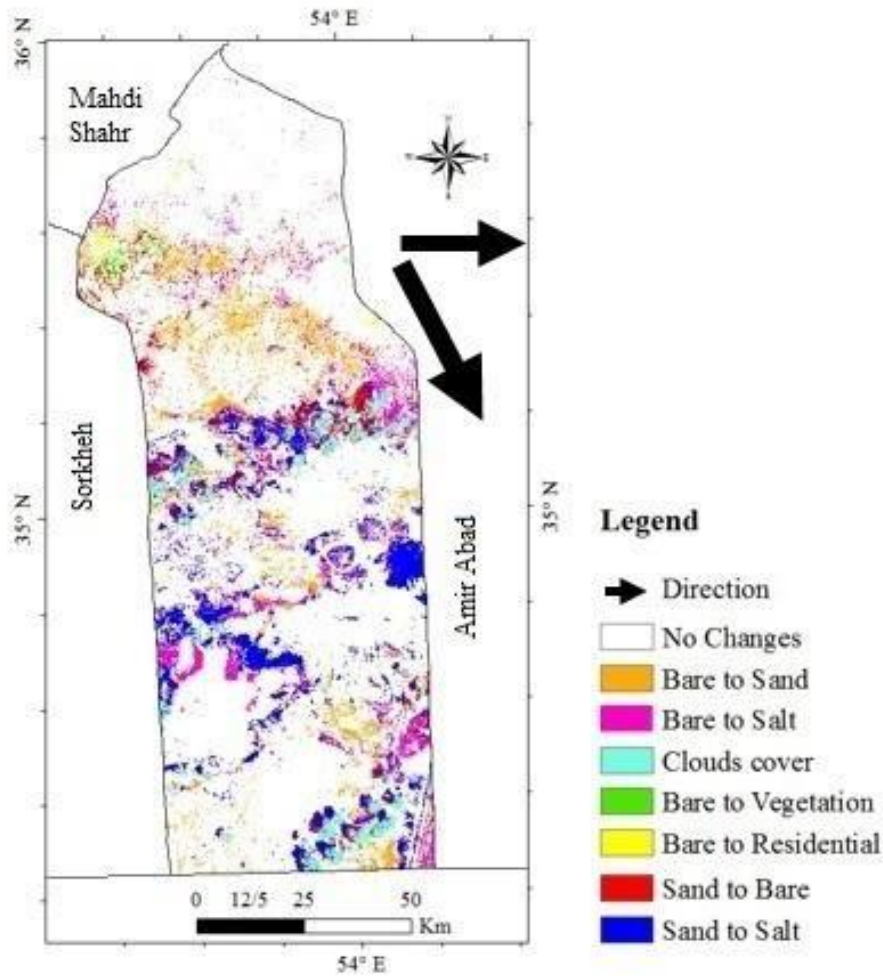 54° E
36° N
Mahdi
Shahr
Sorkheh
35° N
Amir Abad
35° N
Legend
Direction
No Changes
Bare to Sand
Bare to Salt
Clouds cover
Bare to Vegetation
Bare to Residential
Sand to Bare
Sand to Salt
0 12/5 25 50
Km
54° E